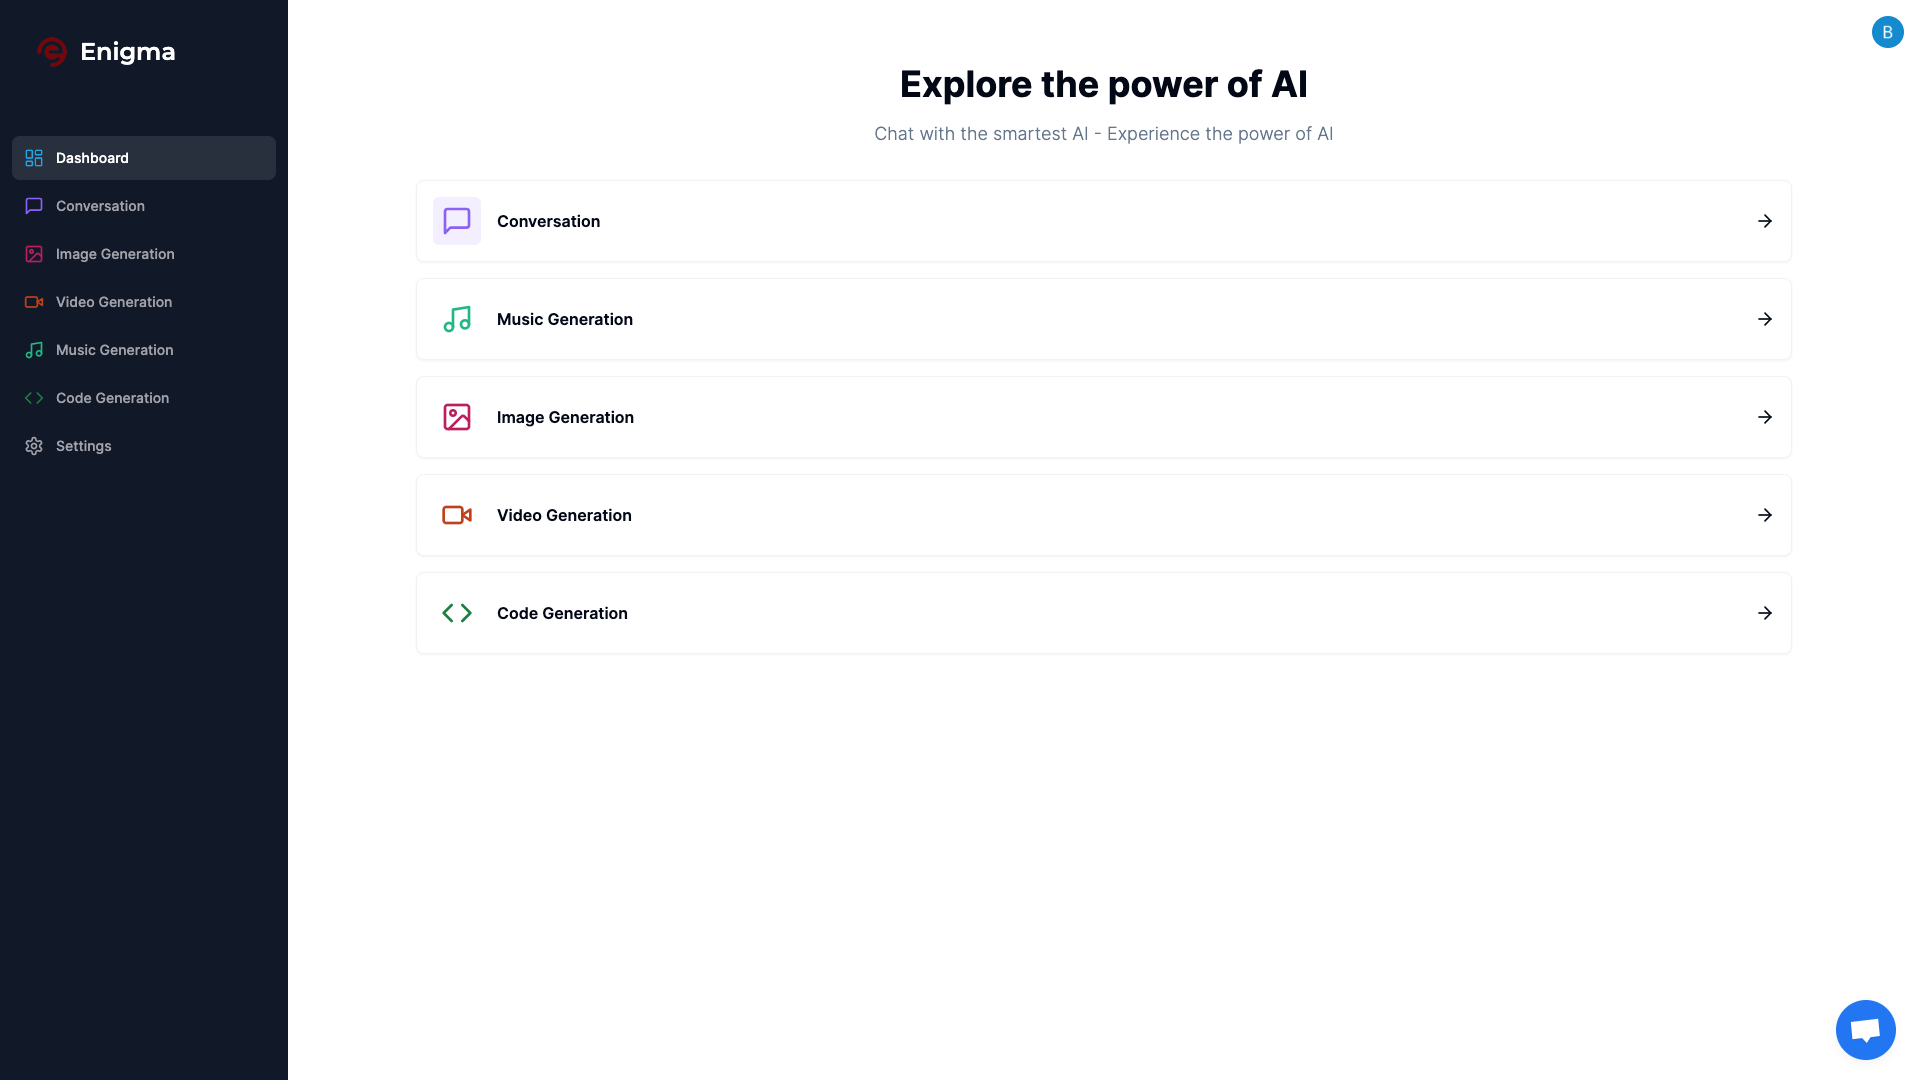 Enigma
Dashboard
Conversation
Image Generation
Video Generation
Music Generation
Code Generation
Settings
B
Explore the power of AI
Chat with the smartest AI - Experience the power of AI
Conversation
Music Generation
Image Generation
Video Generation
Code Generation